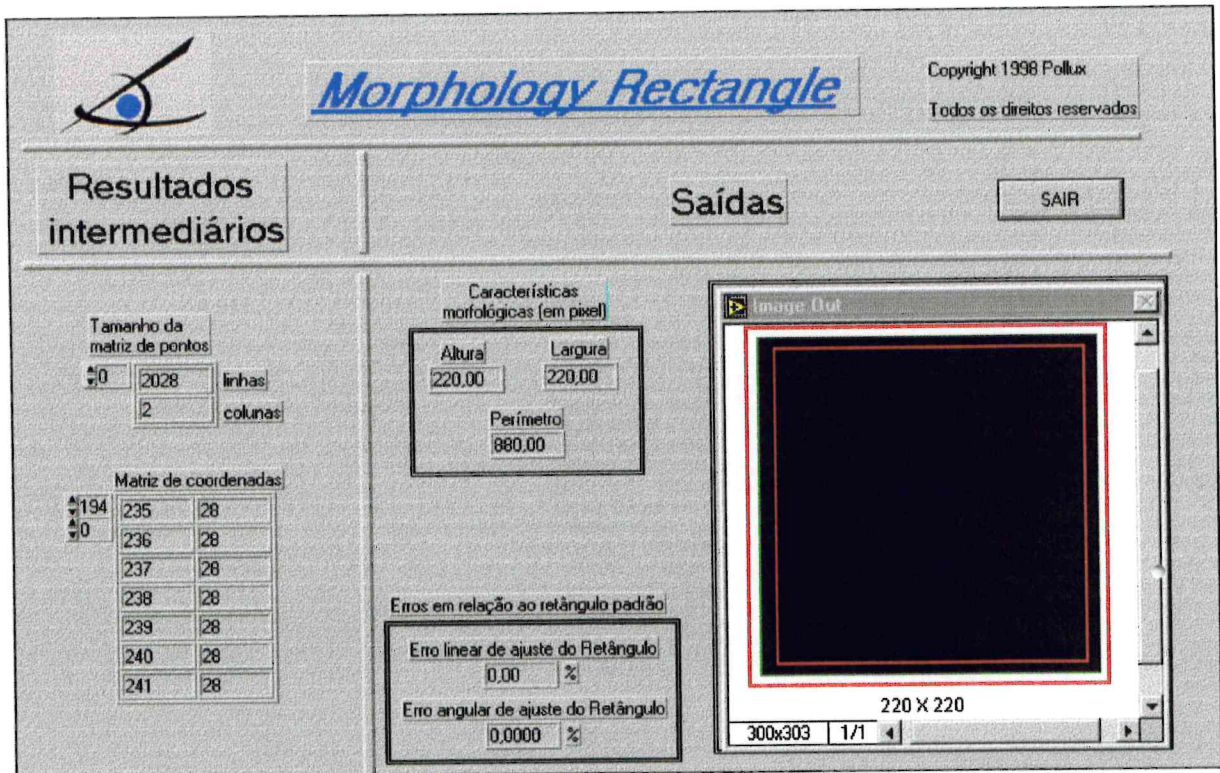 Morphology Rectangle
Copyright 1998 Pollux
Todos os direitos reservados
Resultados
intermediários
Saídas
SAIR
Tamanho da
matriz de pontos
0
2028 linhas
2 colunas
Matriz de coordenadas
194
0
235 28
236 28
237 28
238 28
239 28
240 28
241 28
Características
morfológicas (em pixel)
Altura Largura
220,00 220,00
Perímetro
880,00
Erros em relação ao retângulo padrão
Erro linear de ajuste do Retângulo
0,00 %
Erro angular de ajuste do Retângulo
0,0000 %
Image Out
220 X 220
300x303 1/1